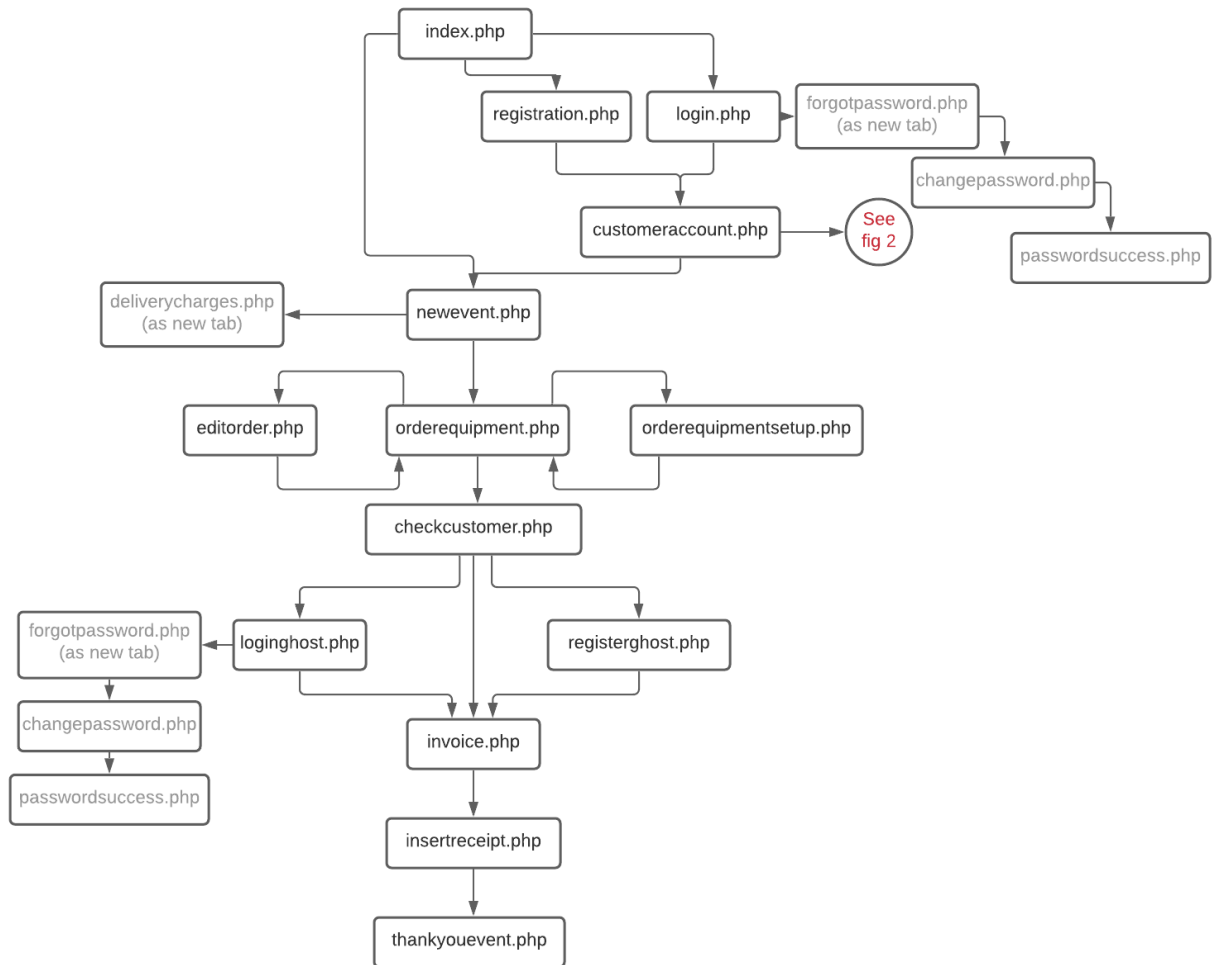 index.php
registration.php
login.php
forgotpassword.php
(as new tab)
changepassword.php
passwordsuccess.php
customeraccount.php
See
fig 2
deliverycharges.php
(as new tab)
newevent.php
editorder.php
orderequipment.php
orderequipmentsetup.php
checkcustomer.php
forgotpassword.php
(as new tab)
loginghost.php
registerghost.php
changepassword.php
invoice.php
passwordsuccess.php
insertreceipt.php
thankyouevent.php